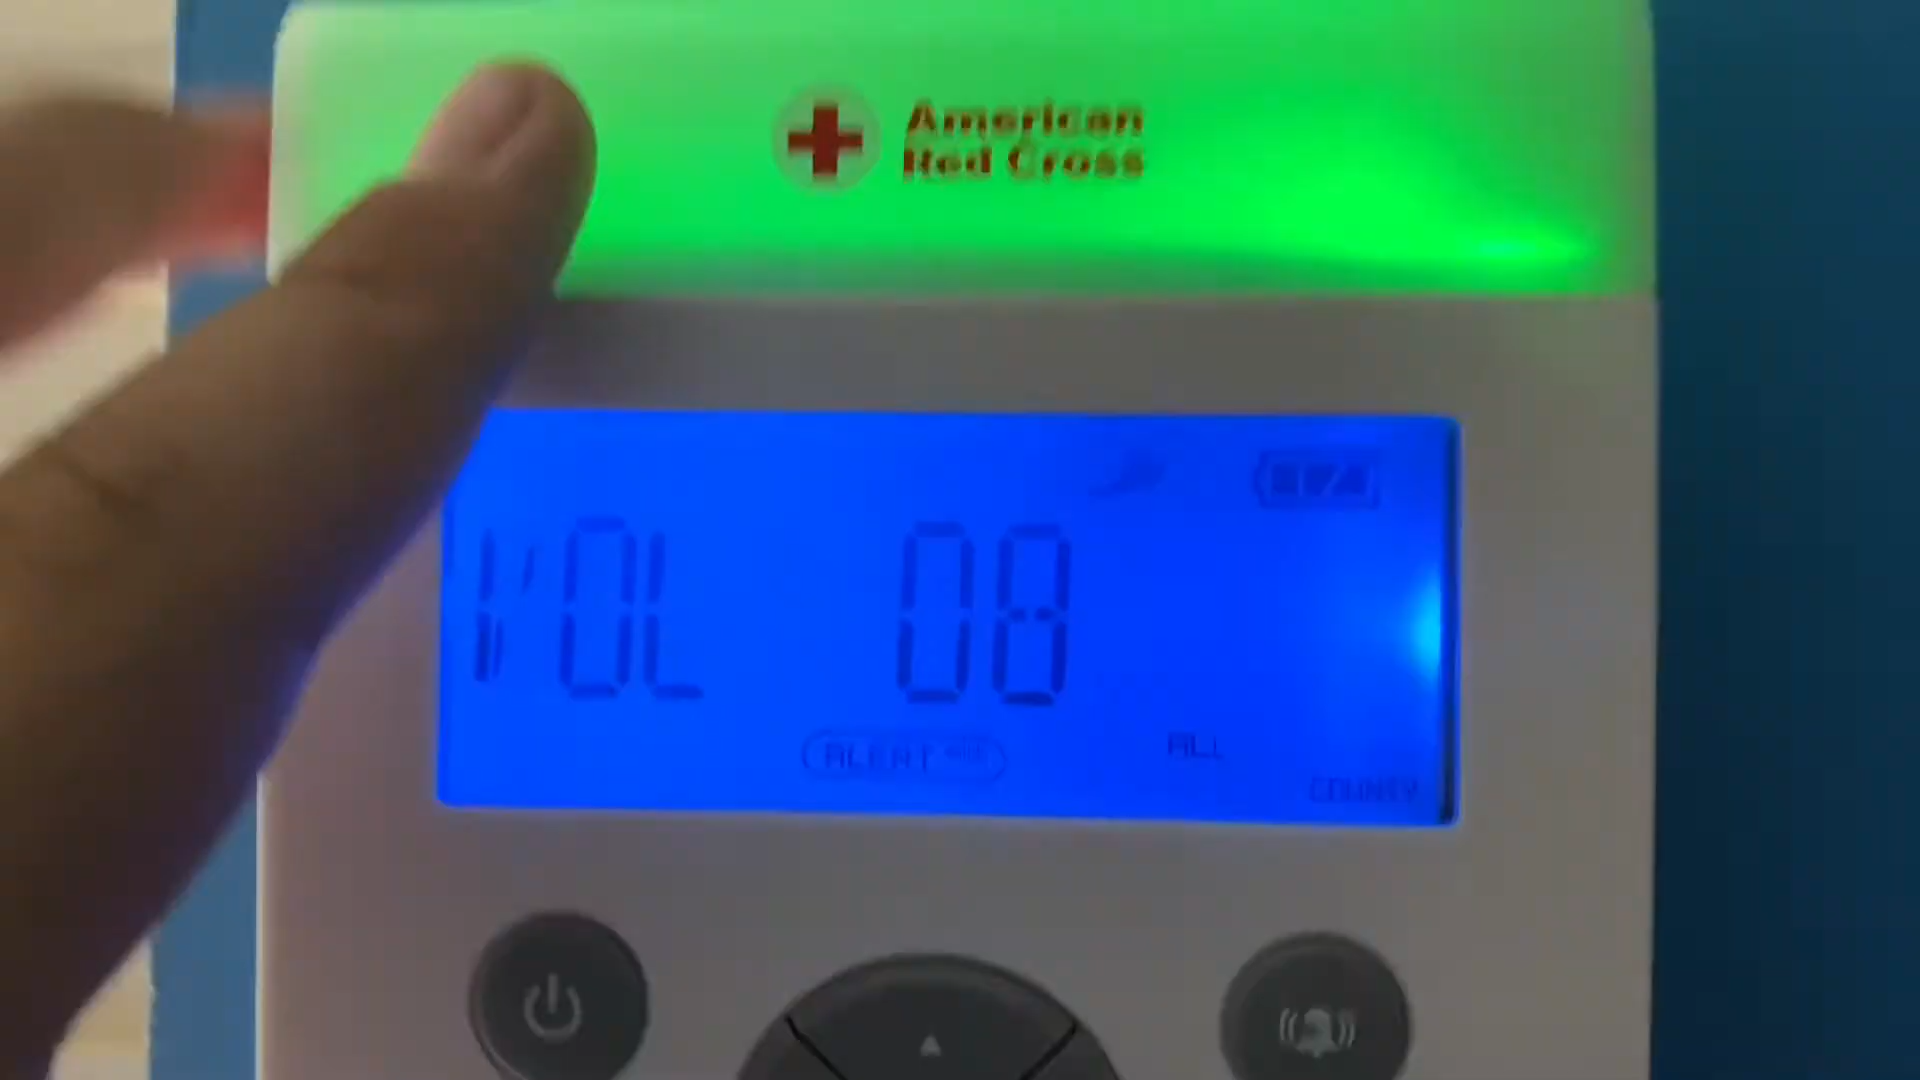 American
Red Cross
VOL 08
ALERT
ALL
COUNTY